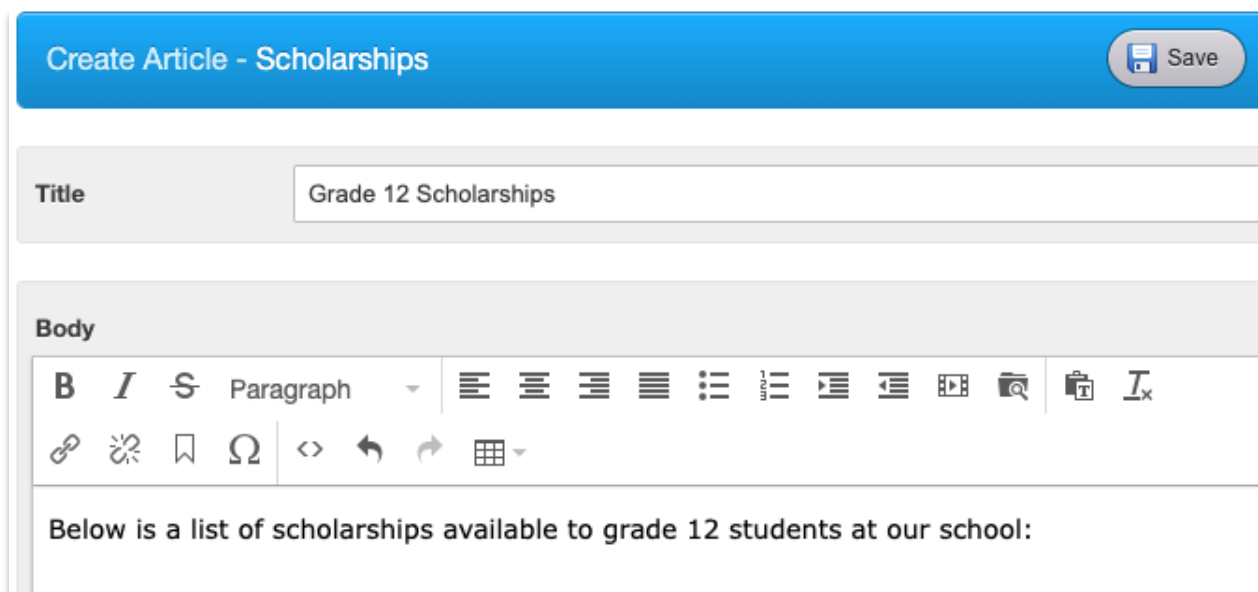 Create Article - Scholarships
Save
Title
Grade 12 Scholarships
Body
B I S Paragraph
Ω <>
Below is a list of scholarships available to grade 12 students at our school: